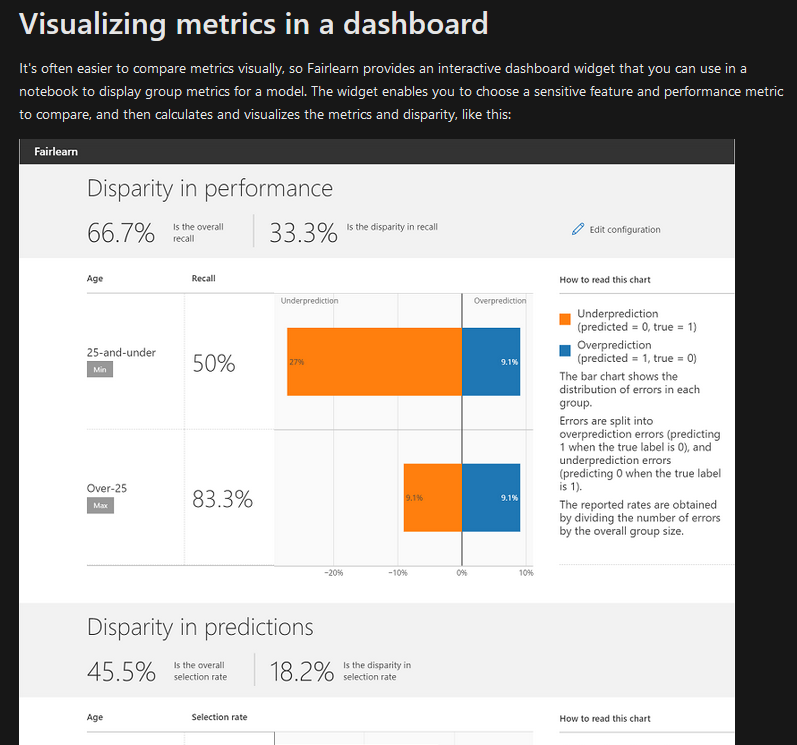 Visualizing metrics in a dashboard
It's often easier to compare metrics visually, so Fairlearn provides an interactive dashboard widget that you can use in a
notebook to display group metrics for a model. The widget enables you to choose a sensitive feature and performance metric
to compare, and then calculates and visualizes the metrics and disparity, like this:
Fairlearn
Disparity in performance
66.7%
Is the overall
recall
33.3%
Is the disparity in recall
Edit configuration
Age
Recall
How to read this chart
Underprediction
Overprediction
25-and-under
Min
50%
27%
9.1%
Over-25
Max
83.3%
9.1%
9.1%
−20%
−10%
0%
10%
Underprediction
(predicted = 0, true = 1)
Overprediction
(predicted = 1, true = 0)
The bar chart shows the
distribution of errors in each
group.
Errors are split into
overprediction errors (predicting
1 when the true label is 0), and
underprediction errors
(predicting 0 when the true label
is 1).
The reported rates are obtained
by dividing the number of errors
by the overall group size.
Disparity in predictions
45.5%
Is the overall
selection rate
18.2%
Is the disparity in
selection rate
Age
Selection rate
How to read this chart